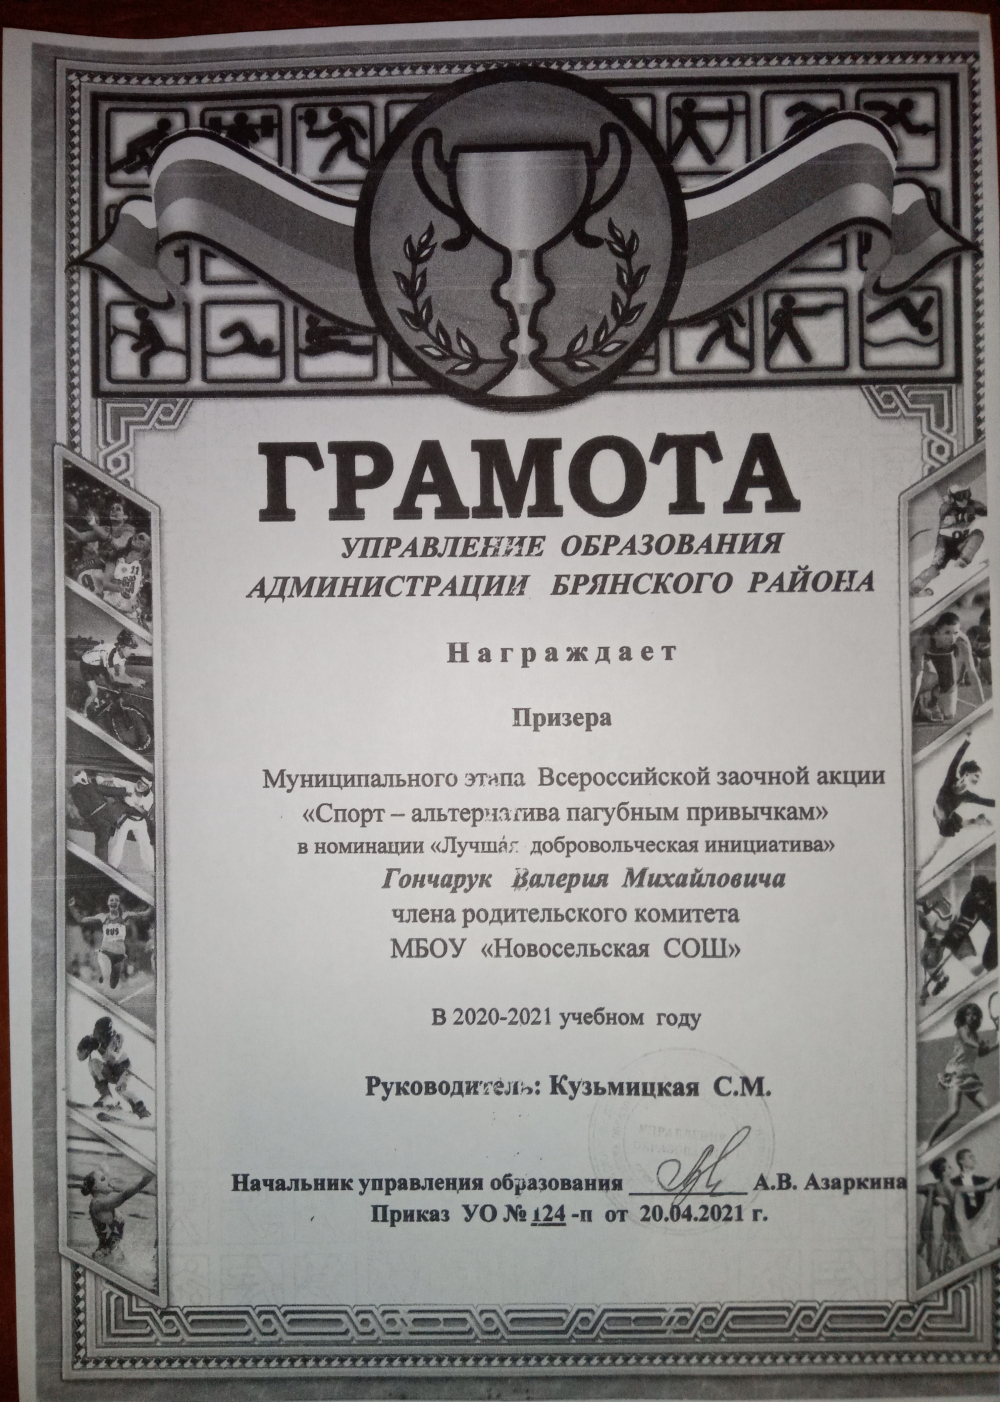 ГРАМОТА
УПРАВЛЕНИЕ ОБРАЗОВАНИЯ
АДМИНИСТРАЦИИ БРЯНСКОГО РАЙОНА
Награждает
Призера
Муниципального этапа Всероссийской заочной акции
«Спорт – альтернатива пагубным привычкам»
в номинации «Лучшая добровольческая инициатива»
Гончарук Валерия Михайловича
члена родительского комитета
МБОУ «Новосельская СОШ»
В 2020-2021 учебном году
Руководитель: Кузьмицкая С.М.
Начальник управления образования А.В. Азаркина
Приказ УО № 124 -п от 20.04.2021 г.